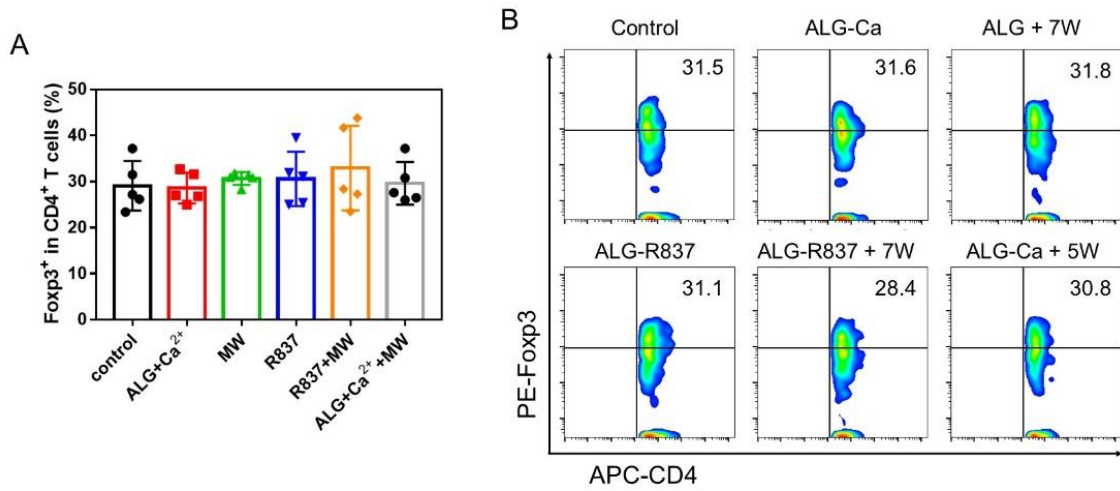 A
Foxp3⁺ in CD4⁺ T cells (%)
50
40
30
20
10
0
control
ALG+Ca²⁺
MW
R837
R837+MW
ALG+Ca²⁺+MW
B
Control
ALG-Ca
ALG + 7W
31.5
31.6
31.8
ALG-R837
ALG-R837 + 7W
ALG-Ca + 5W
31.1
28.4
30.8
PE-Foxp3
APC-CD4